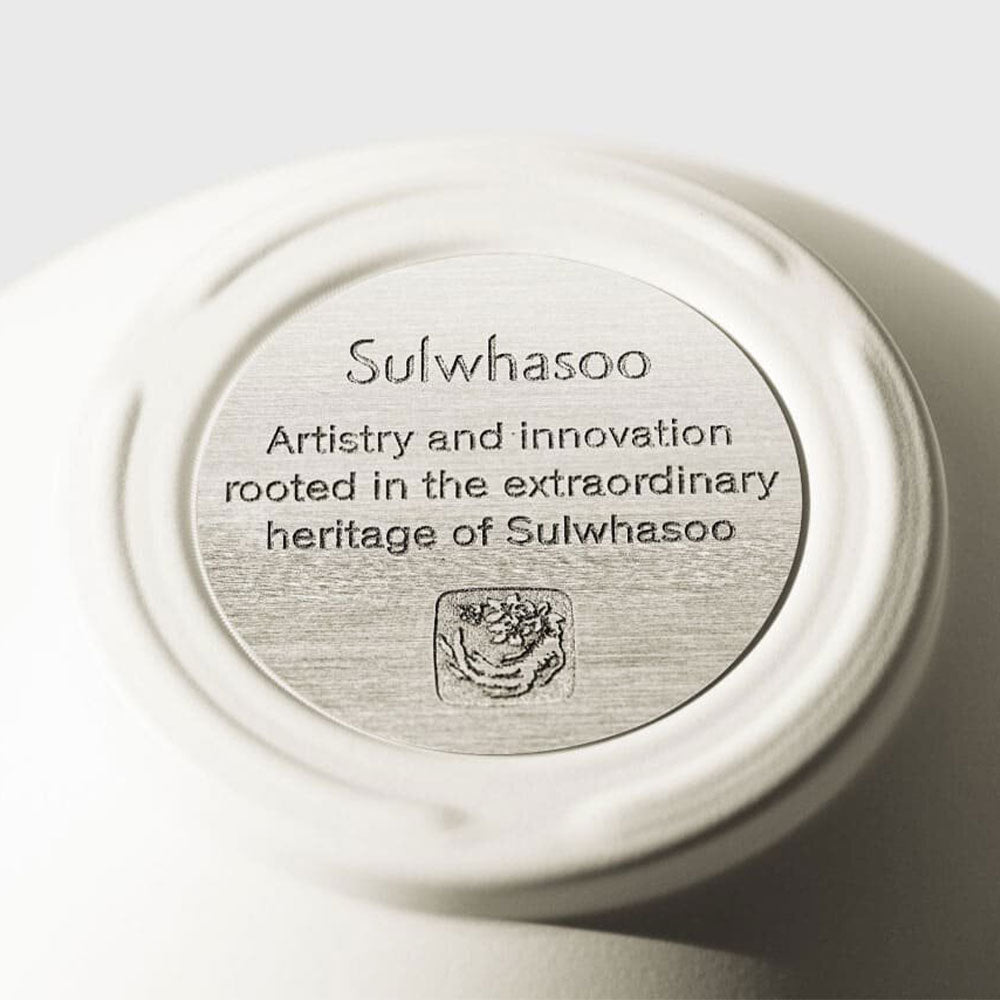 Sulwhasoo
Artistry and innovation
rooted in the extraordinary
heritage of Sulwhasoo